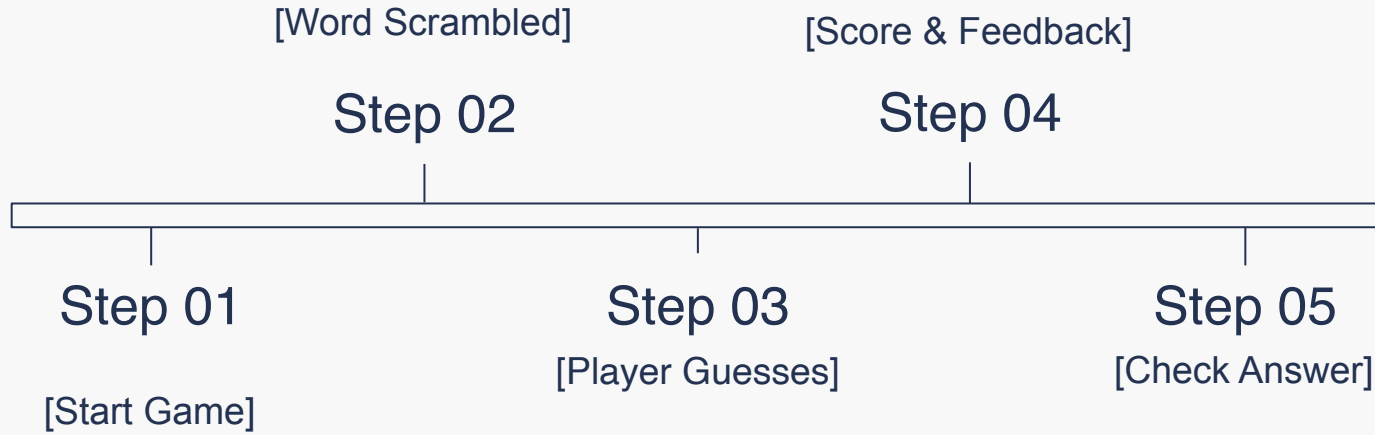 [Word Scrambled]
Step 02
[Score & Feedback]
Step 04
Step 01
[Start Game]
Step 03
[Player Guesses]
Step 05
[Check Answer]